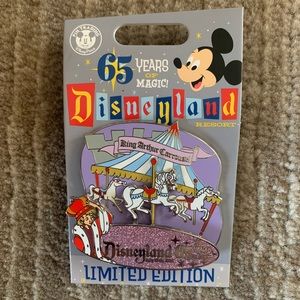 65 YEARS
OF
MAGIC!
Disneyland
RESORT
King Arthur Carrousel
Disneyland
LIMITED EDITION